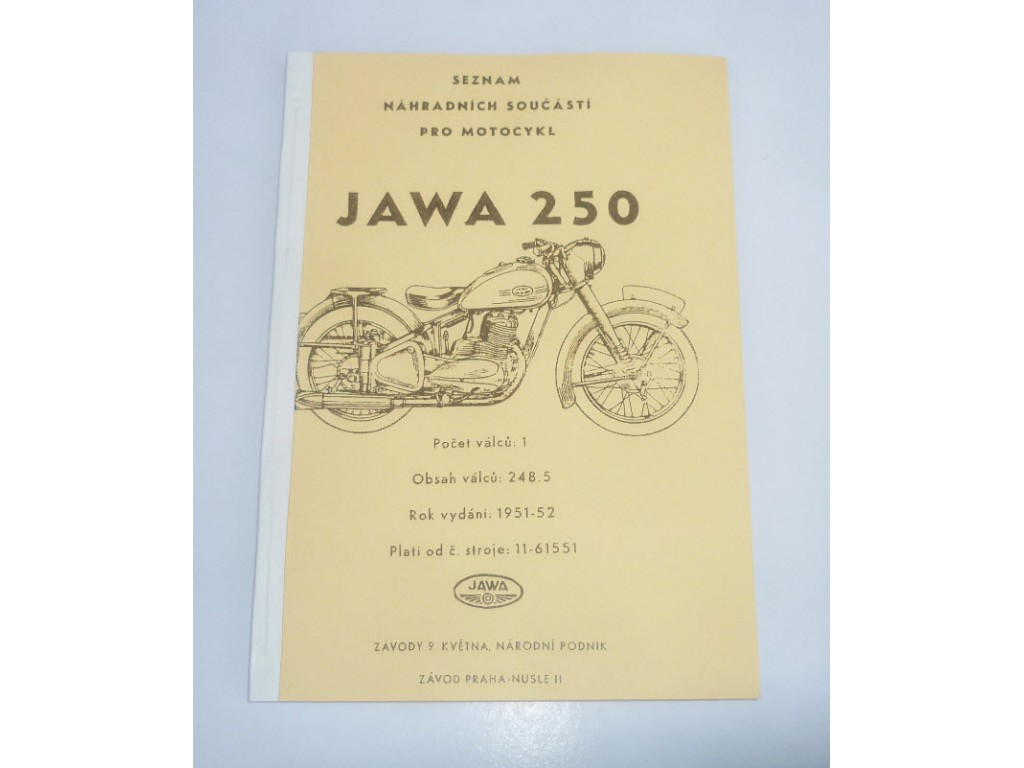 SEZNAM
NÁHRADNÍCH SOUČÁSTÍ
PRO MOTOCYKL
JAWA 250
Počet válců: 1
Obsah válců: 248.5
Rok vydání: 1951-52
Platí od č. stroje: 11-61551
JAWA
ZÁVODY 9. KVĚTNA, NÁRODNÍ PODNIK
ZÁVOD PRAHA-NUSLE II